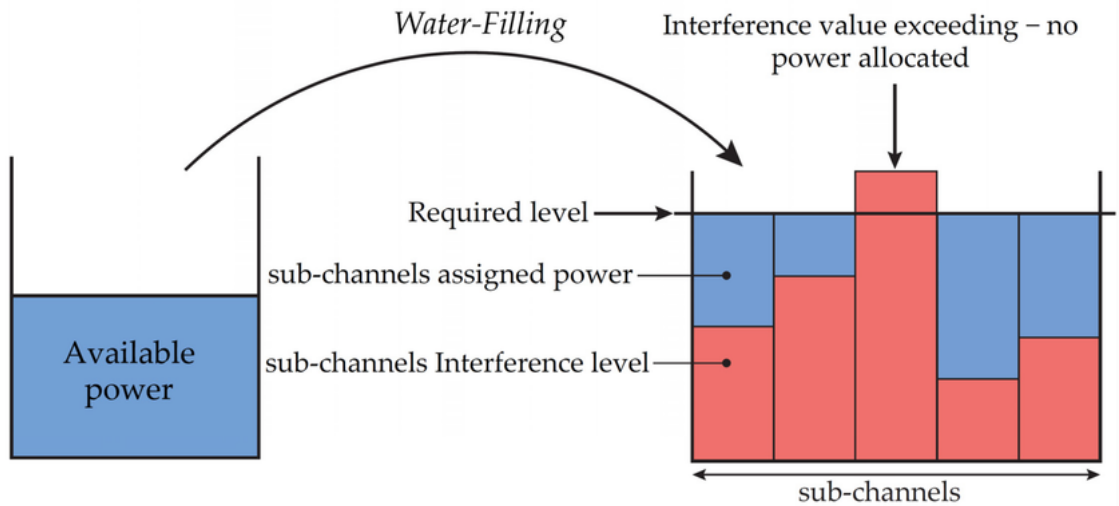 Water-Filling
Interference value exceeding – no
power allocated
Required level
sub-channels assigned power
Available
power
sub-channels Interference level
sub-channels